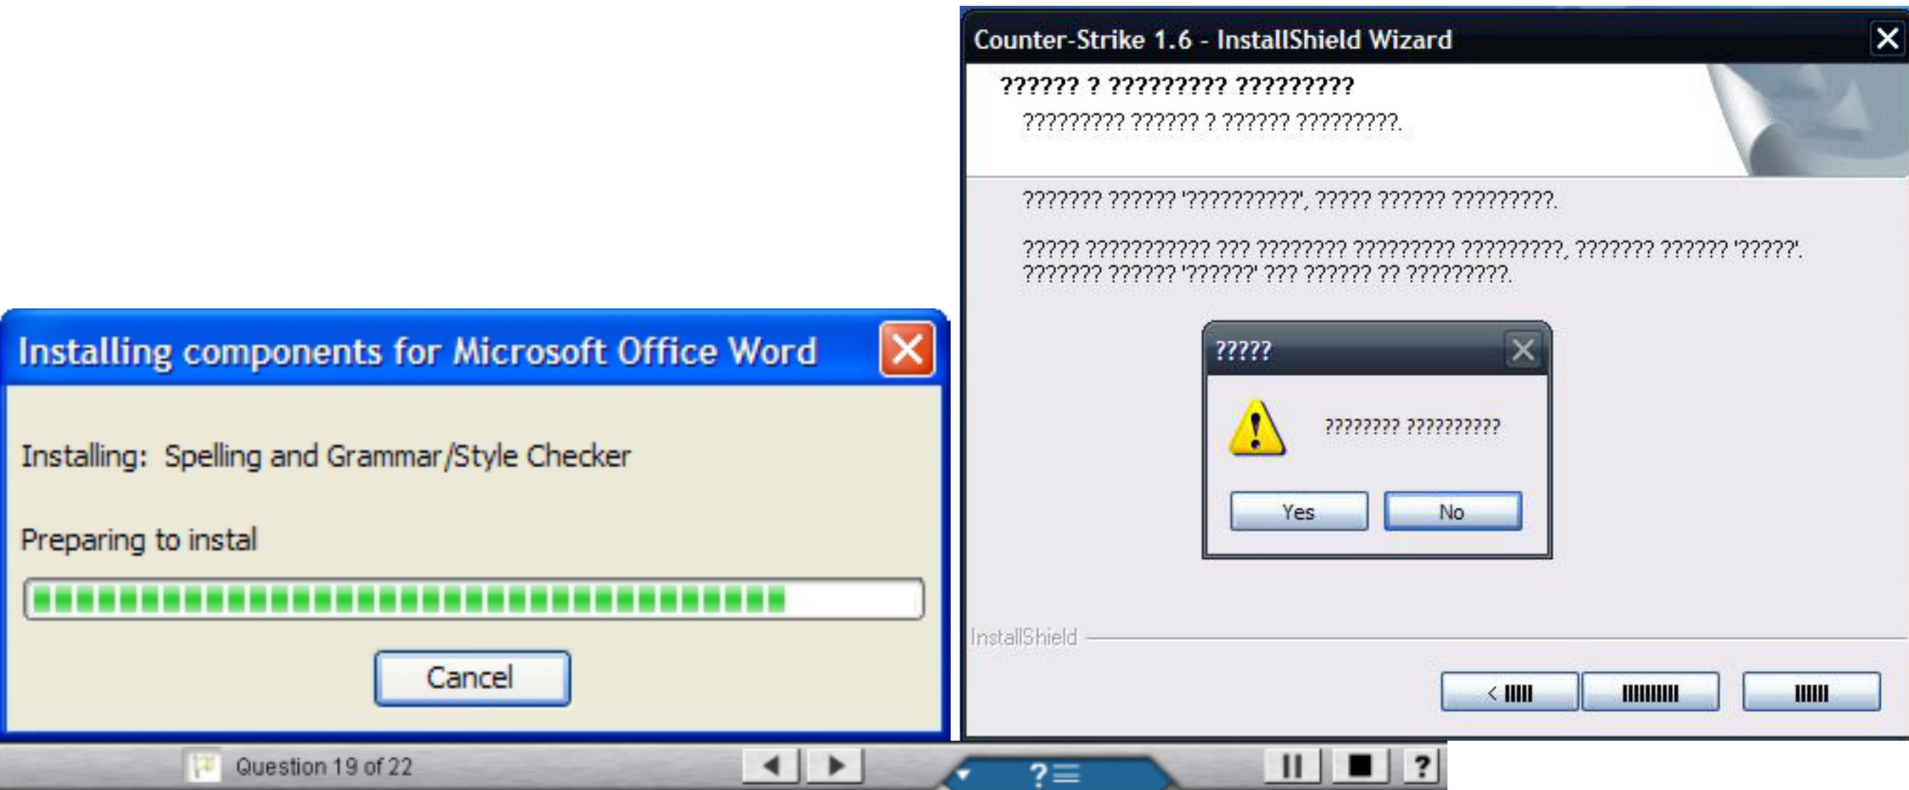 Installing components for Microsoft Office Word
Installing: Spelling and Grammar/Style Checker
Preparing to instal
Cancel
Counter-Strike 1.6 - InstallShield Wizard
?????? ? ????????? ?????????
????????? ?????? ? ?????? ?????????.
??????? ?????? '??????????', ????? ?????? ?????????.
????? ??????????? ??? ???????? ????????? ?????????, ??????? ?????? '?????'.
??????? ?????? '??????' ??? ?????? ?? ?????????.
?????
???????? ??????????
Yes
No
InstallShield
Question 19 of 22
?
?